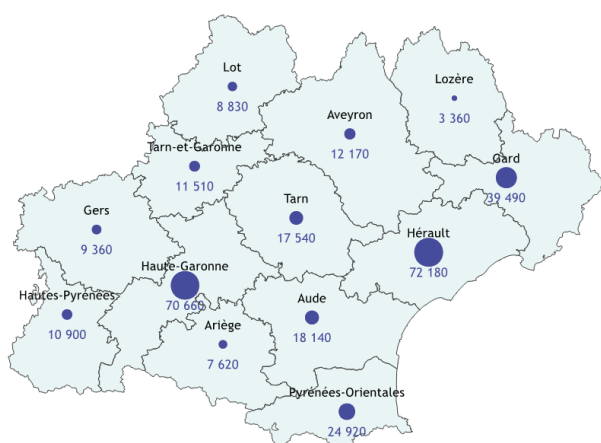 Lot
8 830
Lozère
3 360
Aveyron
12 170
Tarn-et-Garonne
11 510
Gard
39 490
Tarn
17 540
Gers
9 360
Hérault
72 180
Haute-Garonne
70 660
Hautes-Pyrénées
10 900
Aude
18 140
Ariège
7 620
Pyrénées-Orientales
24 920